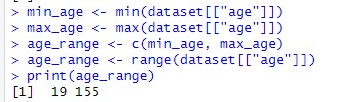 > min_age <- min(dataset[["age"]])
> max_age <- max(dataset[["age"]])
> age_range <- c(min_age, max_age)
> age_range <- range(dataset[["age"]])
> print(age_range)
[1]  19 155